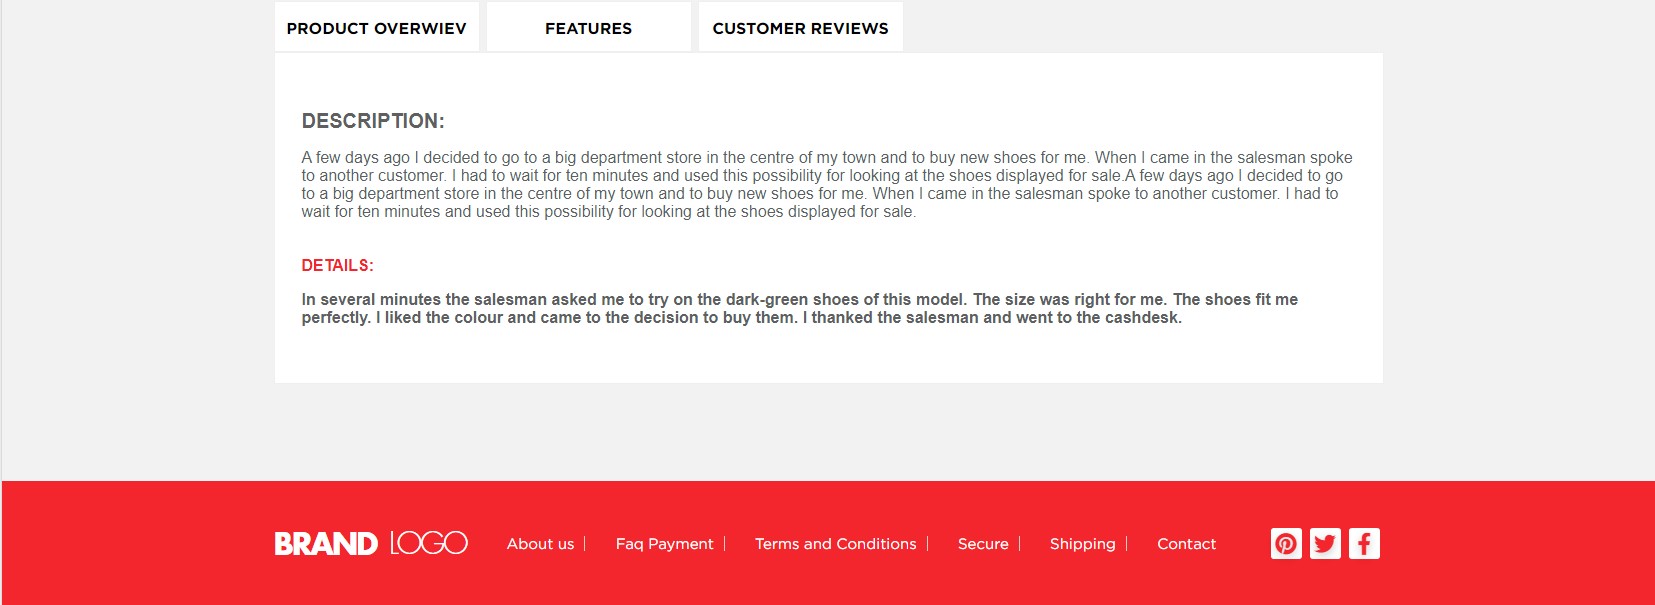 PRODUCT OVERWIEV FEATURES CUSTOMER REVIEWS
DESCRIPTION:
A few days ago I decided to go to a big department store in the centre of my town and to buy new shoes for me. When I came in the salesman spoke
to another customer. I had to wait for ten minutes and used this possibility for looking at the shoes displayed for sale.A few days ago I decided to go
to a big department store in the centre of my town and to buy new shoes for me. When I came in the salesman spoke to another customer. I had to
wait for ten minutes and used this possibility for looking at the shoes displayed for sale.
DETAILS:
In several minutes the salesman asked me to try on the dark-green shoes of this model. The size was right for me. The shoes fit me
perfectly. I liked the colour and came to the decision to buy them. I thanked the salesman and went to the cashdesk.
BRAND LOGO About us | Faq Payment | Terms and Conditions | Secure | Shipping | Contact